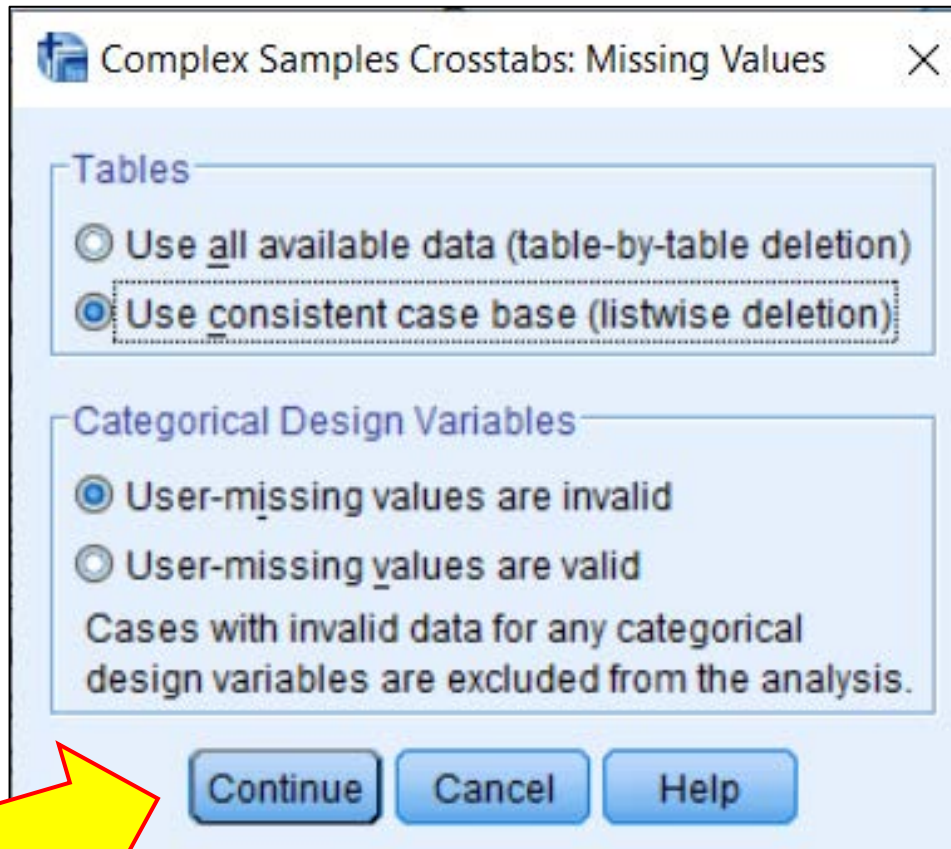 Complex Samples Crosstabs: Missing Values
Tables
Use all available data (table-by-table deletion)
Use consistent case base (listwise deletion)
Categorical Design Variables
User-missing values are invalid
User-missing values are valid
Cases with invalid data for any categorical
design variables are excluded from the analysis.
Continue Cancel Help